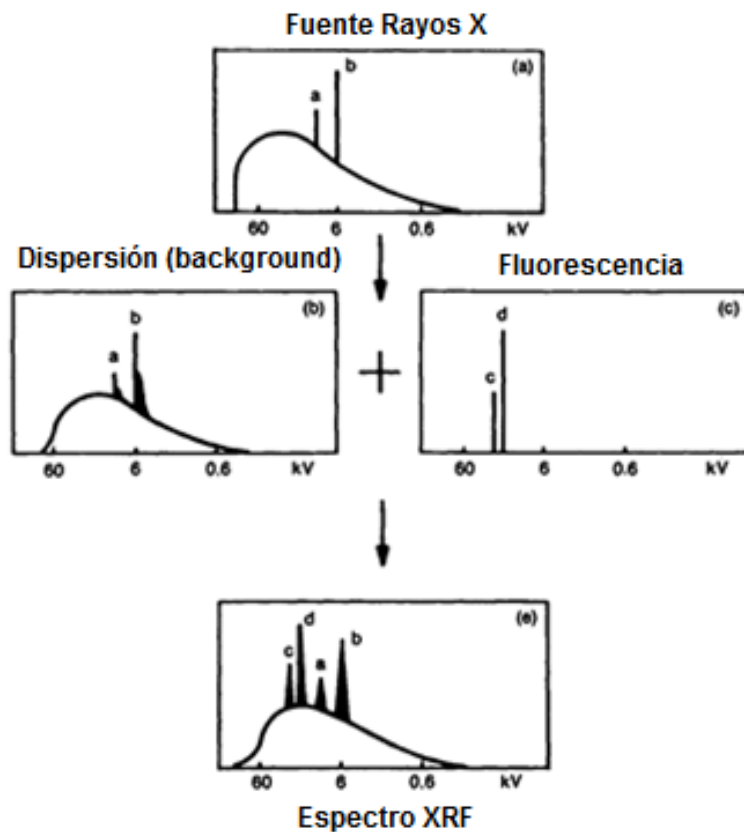 Fuente Rayos X
(a)
b
a
60 6 0.6 kV
Dispersión (background)
Fluorescencia
(b)
b
a
60 6 0.6 kV
+
(c)
d
c
60 6 0.6 kV
(e)
d
c
a
b
60 6 0.6 kV
Espectro XRF